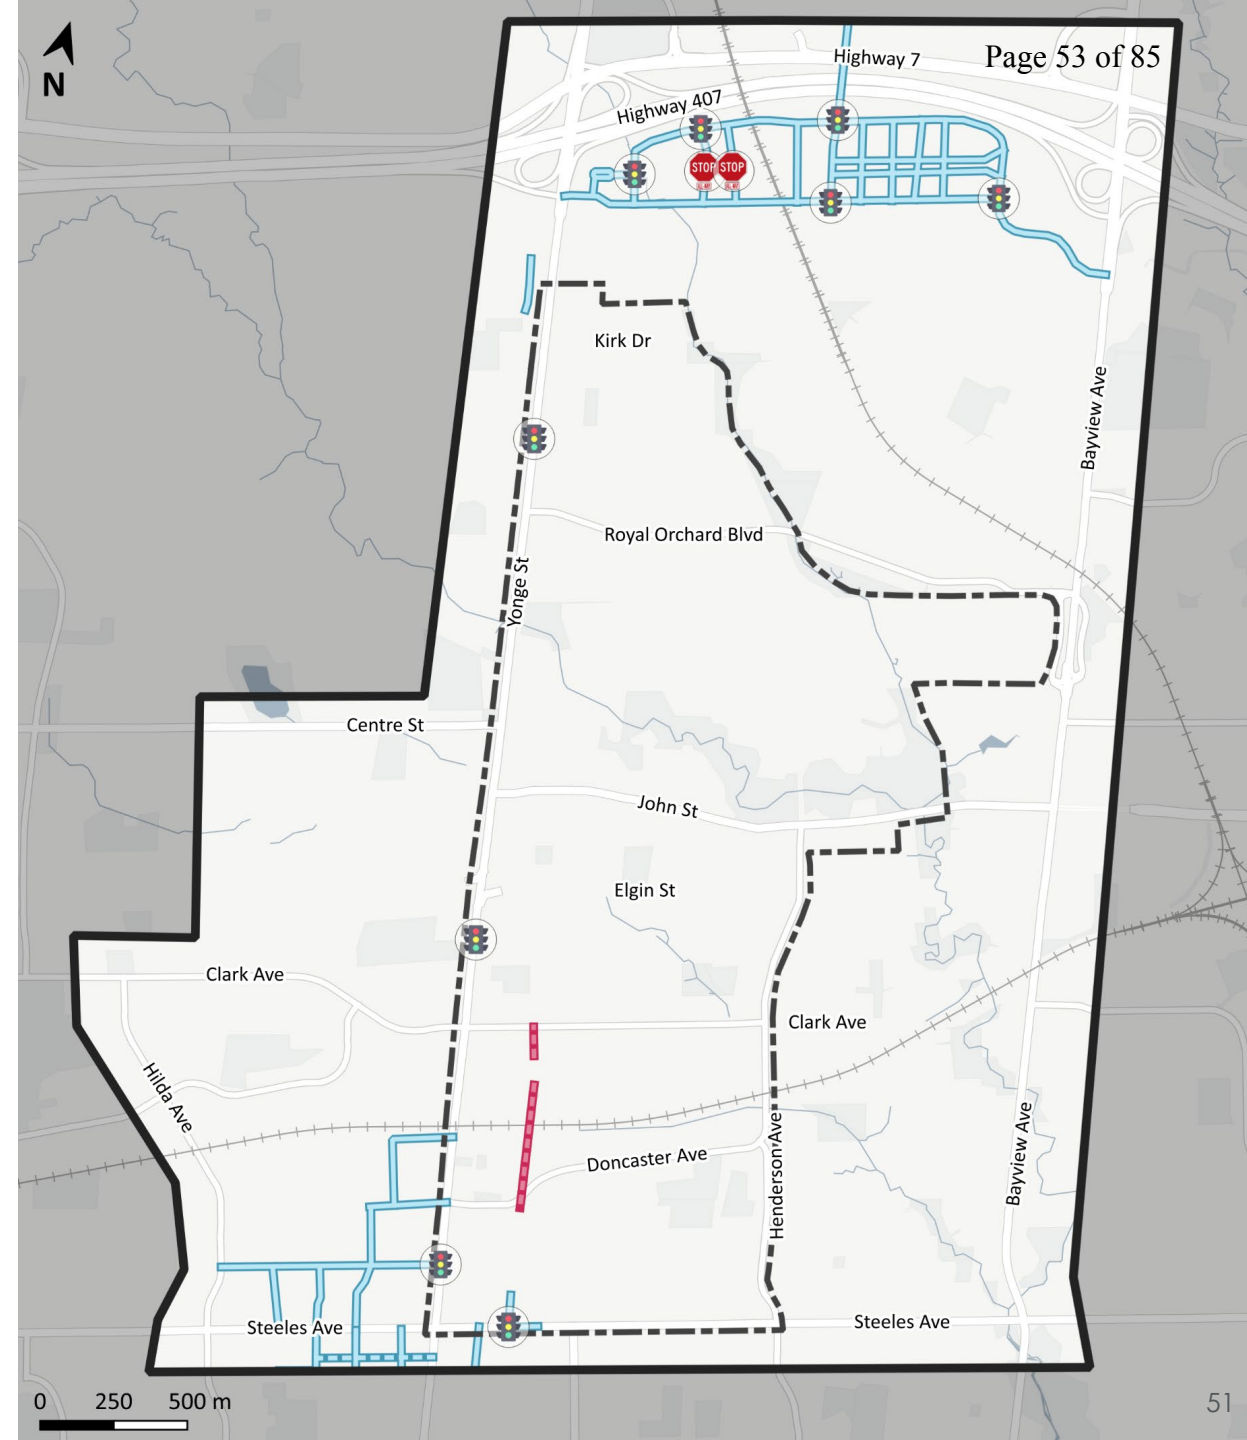 Page 53 of 85
Highway 7
Highway 407
STOP
STOP
N
Kirk Dr
Bayview Ave
Royal Orchard Blvd
Yonge St
Centre St
John St
Elgin St
Clark Ave
Clark Ave
Hilda Ave
Doncaster Ave
Henderson Ave
Bayview Ave
Steeles Ave
Steeles Ave
0 250 500 m
51